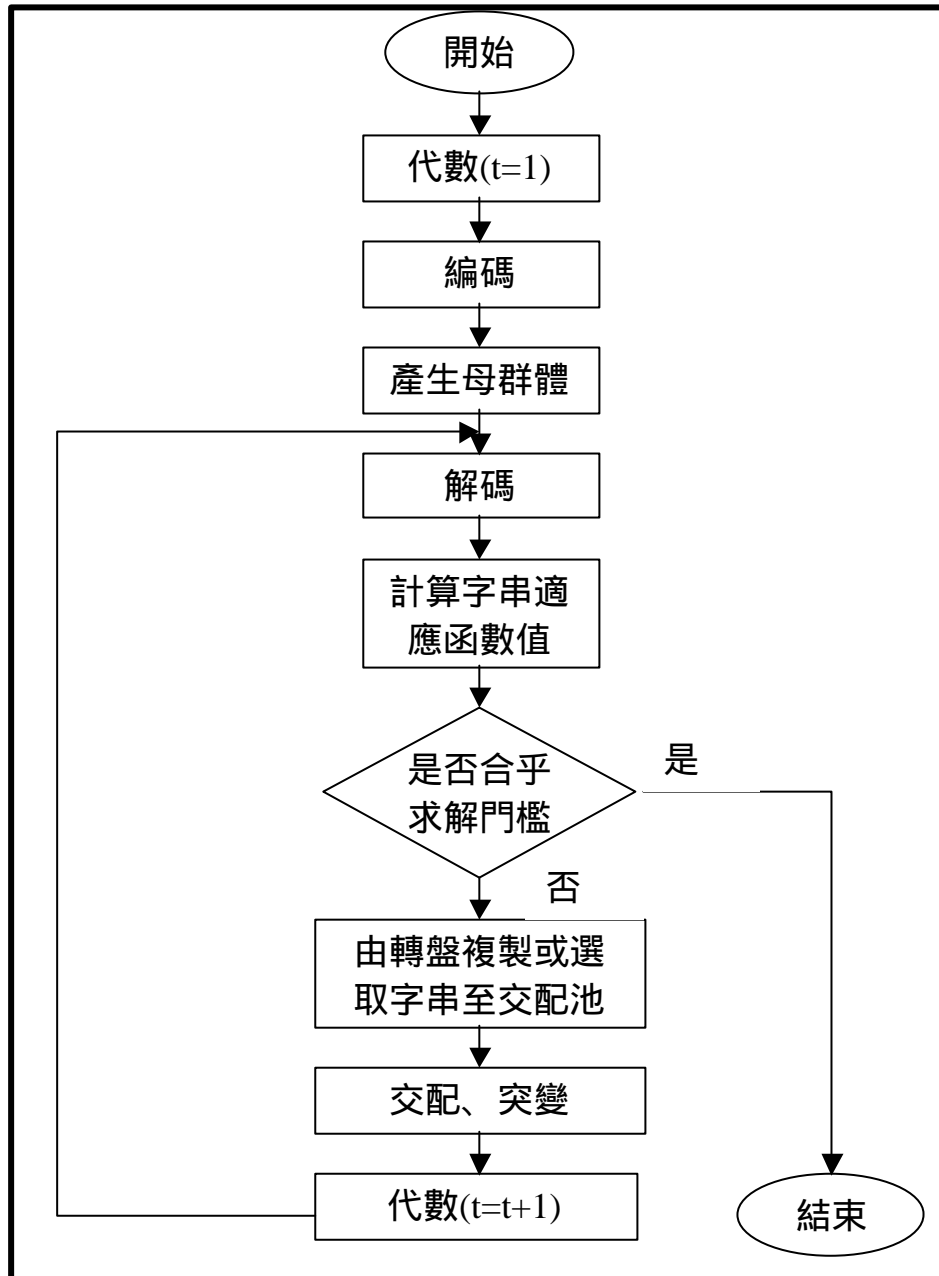 開始
代數(t=1)
編碼
產生母群體
解碼
計算字串適
應函數值
是否合乎
求解門檻
是
否
由轉盤複製或選
取字串至交配池
交配、突變
代數(t=t+1)
結束